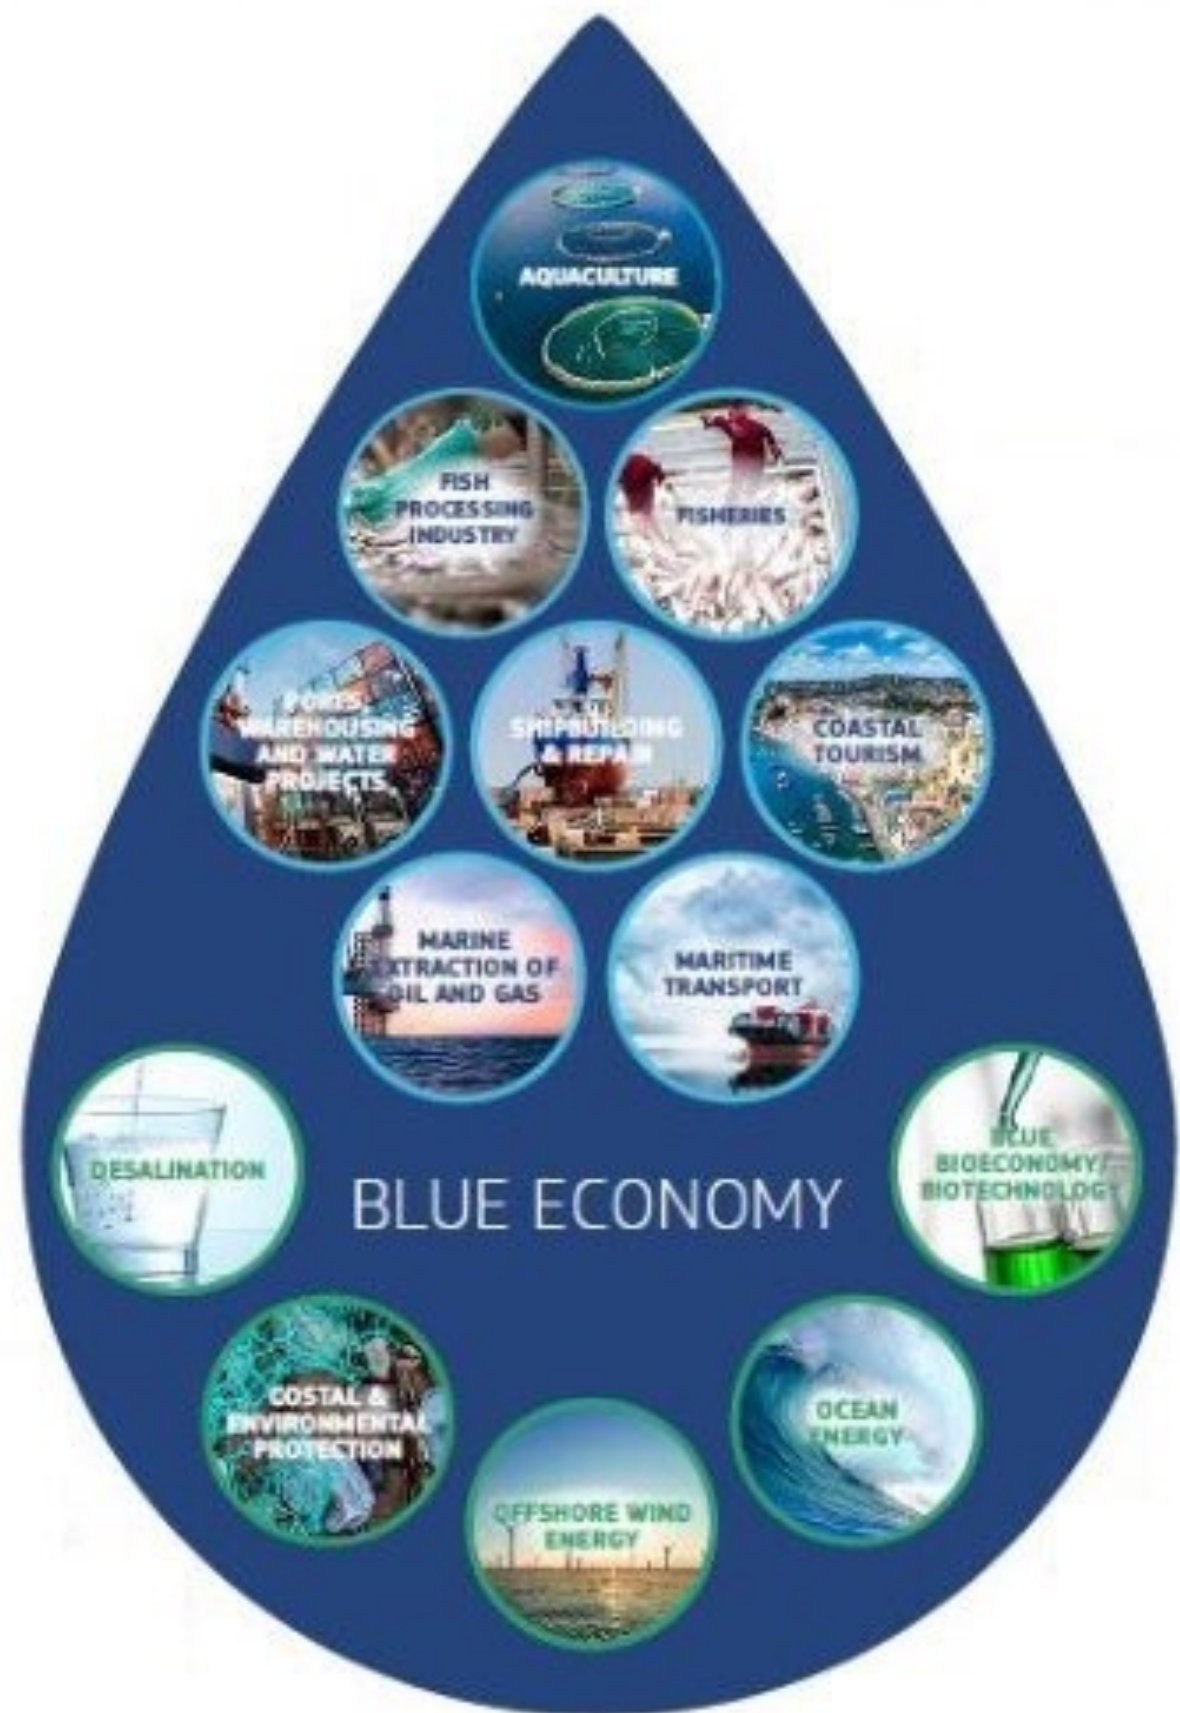 AQUACULTURE
FISH
PROCESSING
INDUSTRY
FISHERIES
PORTS,
WAREHOUSING
AND WATER
PROJECTS
SHIPBUILDING
& REPAIR
COASTAL
TOURISM
MARINE
EXTRACTION OF
OIL AND GAS
MARITIME
TRANSPORT
DESALINATION
BLUE ECONOMY
BLUE
BIOECONOMY/
BIOTECHNOLOGY
COSTAL &
ENVIRONMENTAL
PROTECTION
OCEAN
ENERGY
OFFSHORE WIND
ENERGY